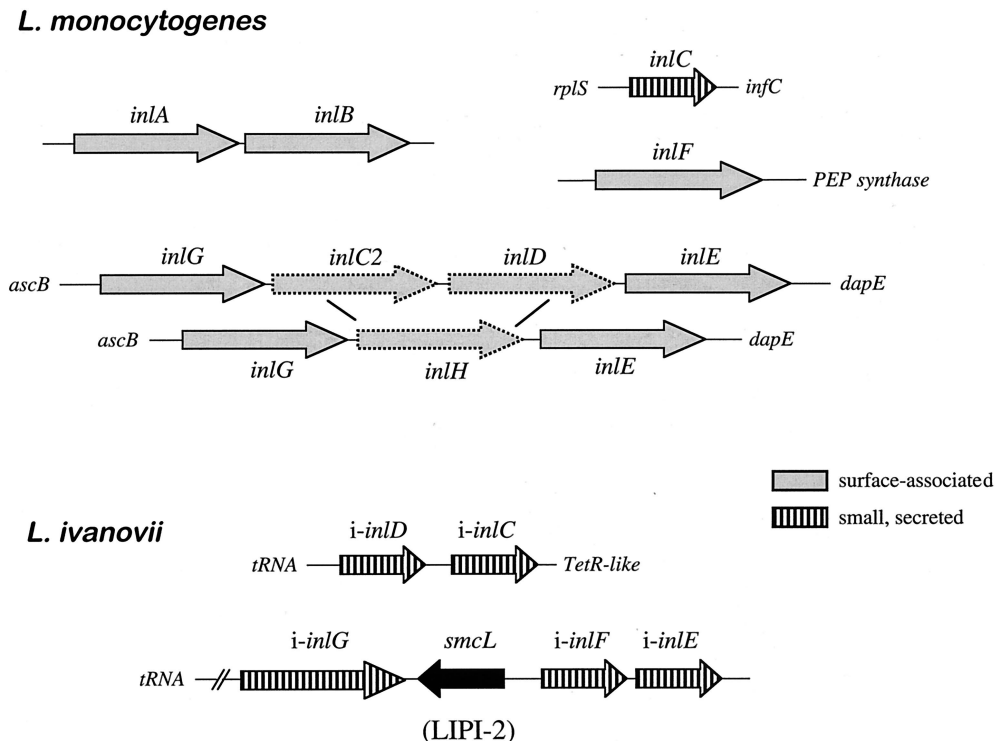 L. monocytogenes
inlC
rplS infC
inlA inlB
inlF
PEP synthase
inlG inlC2 inlD inlE
ascB dapE
ascB dapE
inlG inlH inlE
surface-associated
small, secreted
L. ivanovii
i-inlD i-inlC
tRNA TetR-like
i-inlG smcL i-inlF i-inlE
tRNA
(LIPI-2)